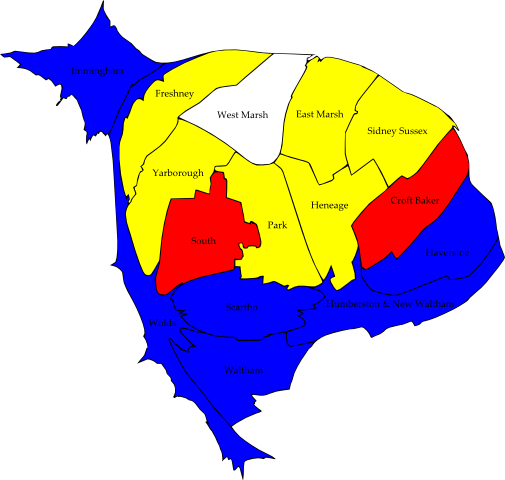 Immingham
Freshney
West Marsh
East Marsh
Sidney Sussex
Yarborough
Heneage
Croft Baker
Park
South
Haverstoe
Scartho
Humberston & New Waltham
Wolds
Waltham